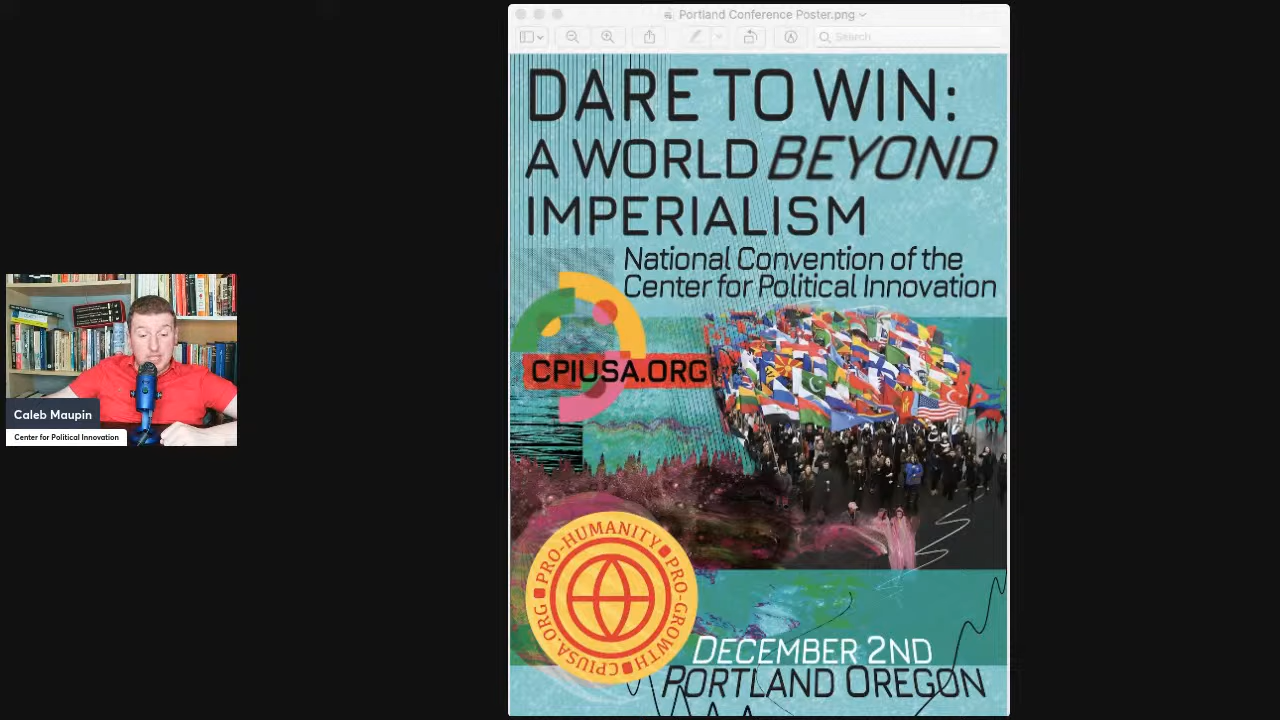 Portland Conference Poster.png
Search
DARE TO WIN:
A WORLD BEYOND
IMPERIALISM
National Convention of the
Center for Political Innovation
CPIUSA.ORG
Caleb Maupin
Center for Political Innovation
PRO-HUMANITY PRO-GROWTH CPIUSA.ORG
DECEMBER 2ND
PORTLAND OREGON